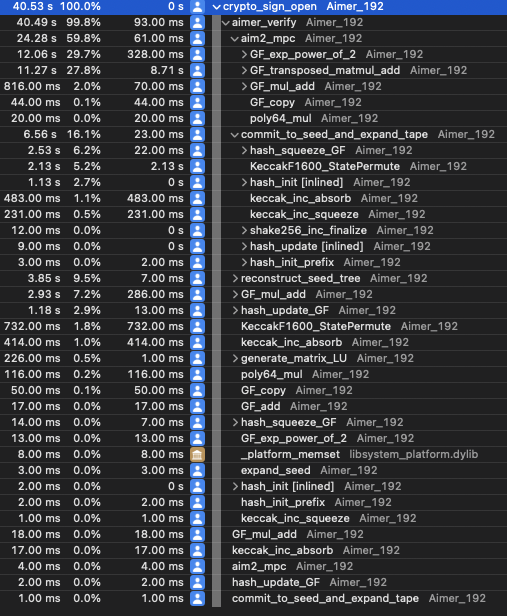 40.53 s 100.0% 0 s crypto_sign_open Aimer_192
40.49 s 99.8% 93.00 ms aimer_verify Aimer_192
24.28 s 59.8% 61.00 ms aim2_mpc Aimer_192
12.06 s 29.7% 328.00 ms GF_exp_power_of_2 Aimer_192
11.27 s 27.8% 8.71 s GF_transposed_matmul_add Aimer_192
816.00 ms 2.0% 70.00 ms GF_mul_add Aimer_192
44.00 ms 0.1% 44.00 ms GF_copy Aimer_192
20.00 ms 0.0% 20.00 ms poly64_mul Aimer_192
6.56 s 16.1% 23.00 ms commit_to_seed_and_expand_tape Aimer_192
2.53 s 6.2% 22.00 ms hash_squeeze_GF Aimer_192
2.13 s 5.2% 2.13 s KeccakF1600_StatePermute Aimer_192
1.13 s 2.7% 0 s hash_init [inlined] Aimer_192
483.00 ms 1.1% 483.00 ms keccak_inc_absorb Aimer_192
231.00 ms 0.5% 231.00 ms keccak_inc_squeeze Aimer_192
12.00 ms 0.0% 0 s shake256_inc_finalize Aimer_192
9.00 ms 0.0% 0 s hash_update [inlined] Aimer_192
3.00 ms 0.0% 2.00 ms hash_init_prefix Aimer_192
3.85 s 9.5% 7.00 ms reconstruct_seed_tree Aimer_192
2.93 s 7.2% 286.00 ms GF_mul_add Aimer_192
1.18 s 2.9% 13.00 ms hash_update_GF Aimer_192
732.00 ms 1.8% 732.00 ms KeccakF1600_StatePermute Aimer_192
414.00 ms 1.0% 414.00 ms keccak_inc_absorb Aimer_192
226.00 ms 0.5% 1.00 ms generate_matrix_LU Aimer_192
116.00 ms 0.2% 116.00 ms poly64_mul Aimer_192
50.00 ms 0.1% 50.00 ms GF_copy Aimer_192
17.00 ms 0.0% 17.00 ms GF_add Aimer_192
14.00 ms 0.0% 7.00 ms hash_squeeze_GF Aimer_192
13.00 ms 0.0% 13.00 ms GF_exp_power_of_2 Aimer_192
8.00 ms 0.0% 8.00 ms _platform_memset libsystem_platform.dylib
3.00 ms 0.0% 3.00 ms expand_seed Aimer_192
2.00 ms 0.0% 0 s hash_init [inlined] Aimer_192
2.00 ms 0.0% 2.00 ms hash_init_prefix Aimer_192
1.00 ms 0.0% 1.00 ms keccak_inc_squeeze Aimer_192
18.00 ms 0.0% 18.00 ms GF_mul_add Aimer_192
17.00 ms 0.0% 17.00 ms keccak_inc_absorb Aimer_192
4.00 ms 0.0% 4.00 ms aim2_mpc Aimer_192
2.00 ms 0.0% 2.00 ms hash_update_GF Aimer_192
1.00 ms 0.0% 1.00 ms commit_to_seed_and_expand_tape Aimer_192